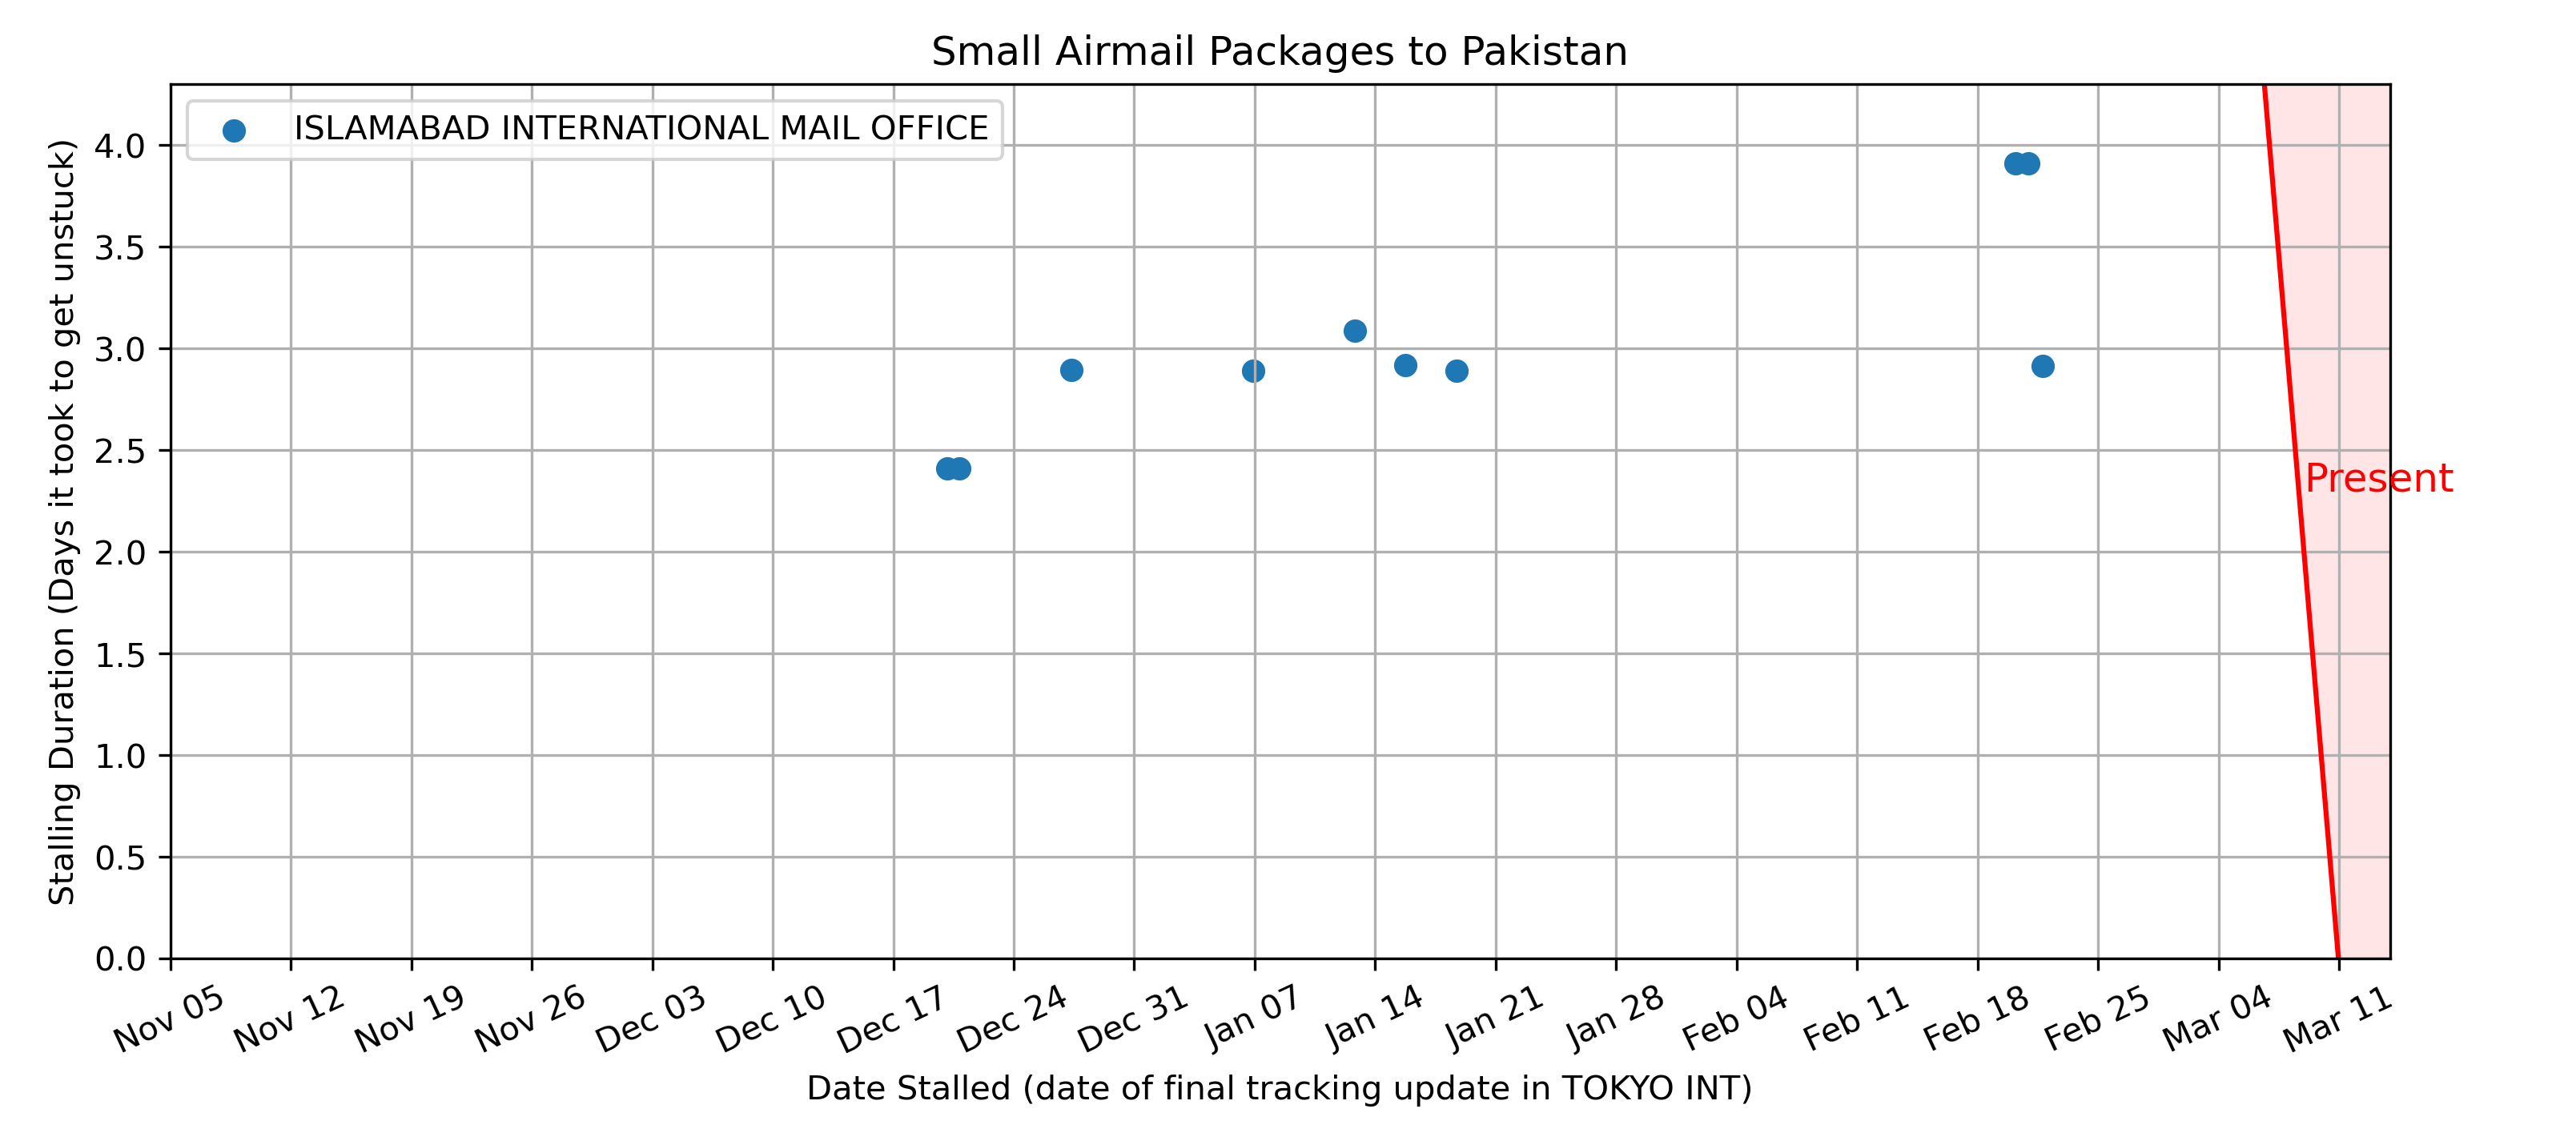 Small Airmail Packages to Pakistan
ISLAMABAD INTERNATIONAL MAIL OFFICE
Stalling Duration (Days it took to get unstuck)
4.0
3.5
3.0
2.5
2.0
1.5
1.0
0.5
0.0
Present
Nov 05 Nov 12 Nov 19 Nov 26 Dec 03 Dec 10 Dec 17 Dec 24 Dec 31 Jan 07 Jan 14 Jan 21 Jan 28 Feb 04 Feb 11 Feb 18 Feb 25 Mar 04 Mar 11
Date Stalled (date of final tracking update in TOKYO INT)